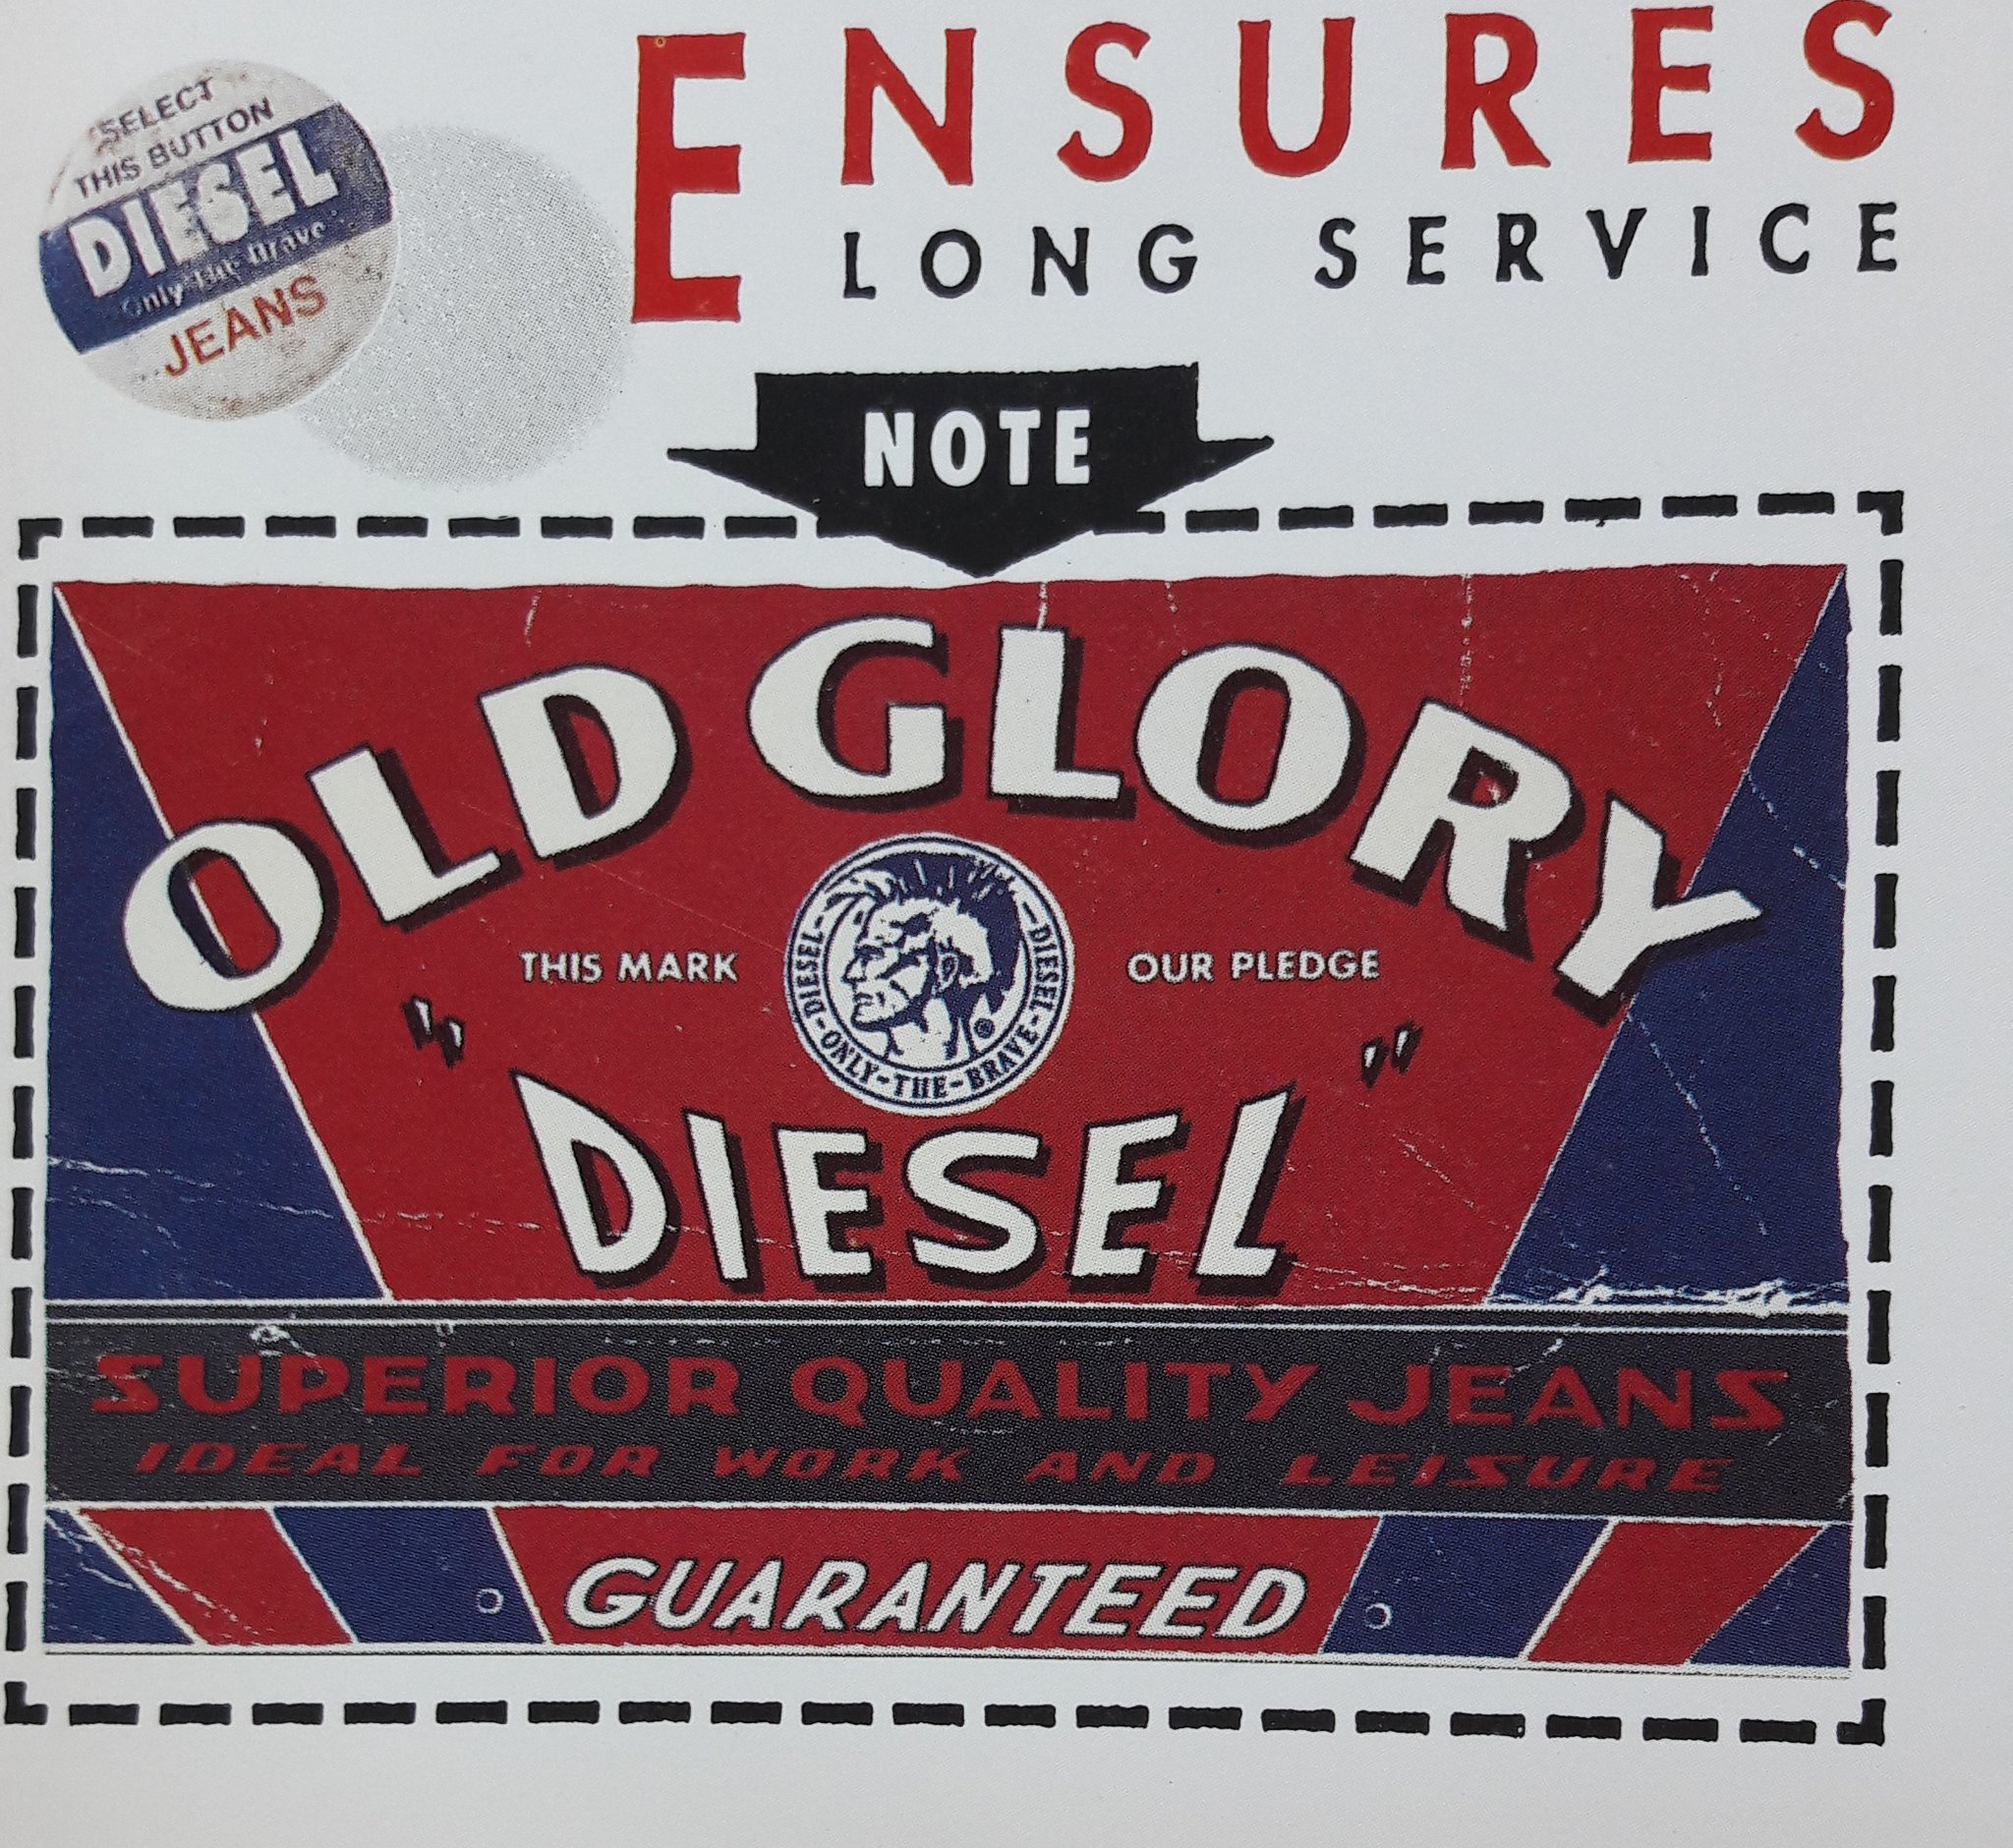 SELECT
THIS BUTTON
DIESEL
Only The Brave
JEANS
ENSURES
LONG SERVICE
NOTE
OLD GLORY
THIS MARK
OUR PLEDGE
DIESEL-DIESEL-ONLY-THE-BRAVE-
®
"DIESEL"
SUPERIOR QUALITY JEANS
IDEAL FOR WORK AND LEISURE
GUARANTEED